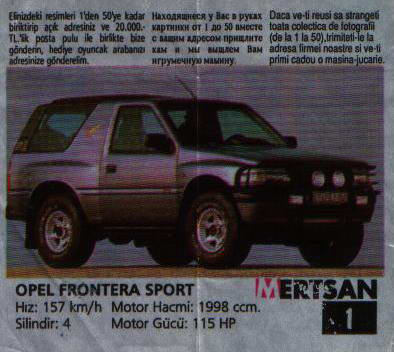 Elinizdeki resimleri 1'den 50'ye kadar
biriktirip açık adresiniz ve 20.000.-
TL.'lik posta pulu ile birlikte bize
gönderin, hediye oyuncak arabanızı
adresinize gönderelim.
Находящиеся у Вас в руках
картинки от 1 до 50 вместе
с вашим адресом пришлите
кам и мы вышлем Вам
игрумечную мавину.
Daca ve-ti reusi sa strangeti
toata colectica de fotografii
(de la 1 la 50),trimiteti-le la
adresa firmei noastre si ve-ti
primi cadou o masina-jucarie.
OPEL FRONTERA SPORT
Hız: 157 km/h Motor Hacmi: 1998 ccm.
Silindir: 4 Motor Gücü: 115 HP
MERTSAN
1